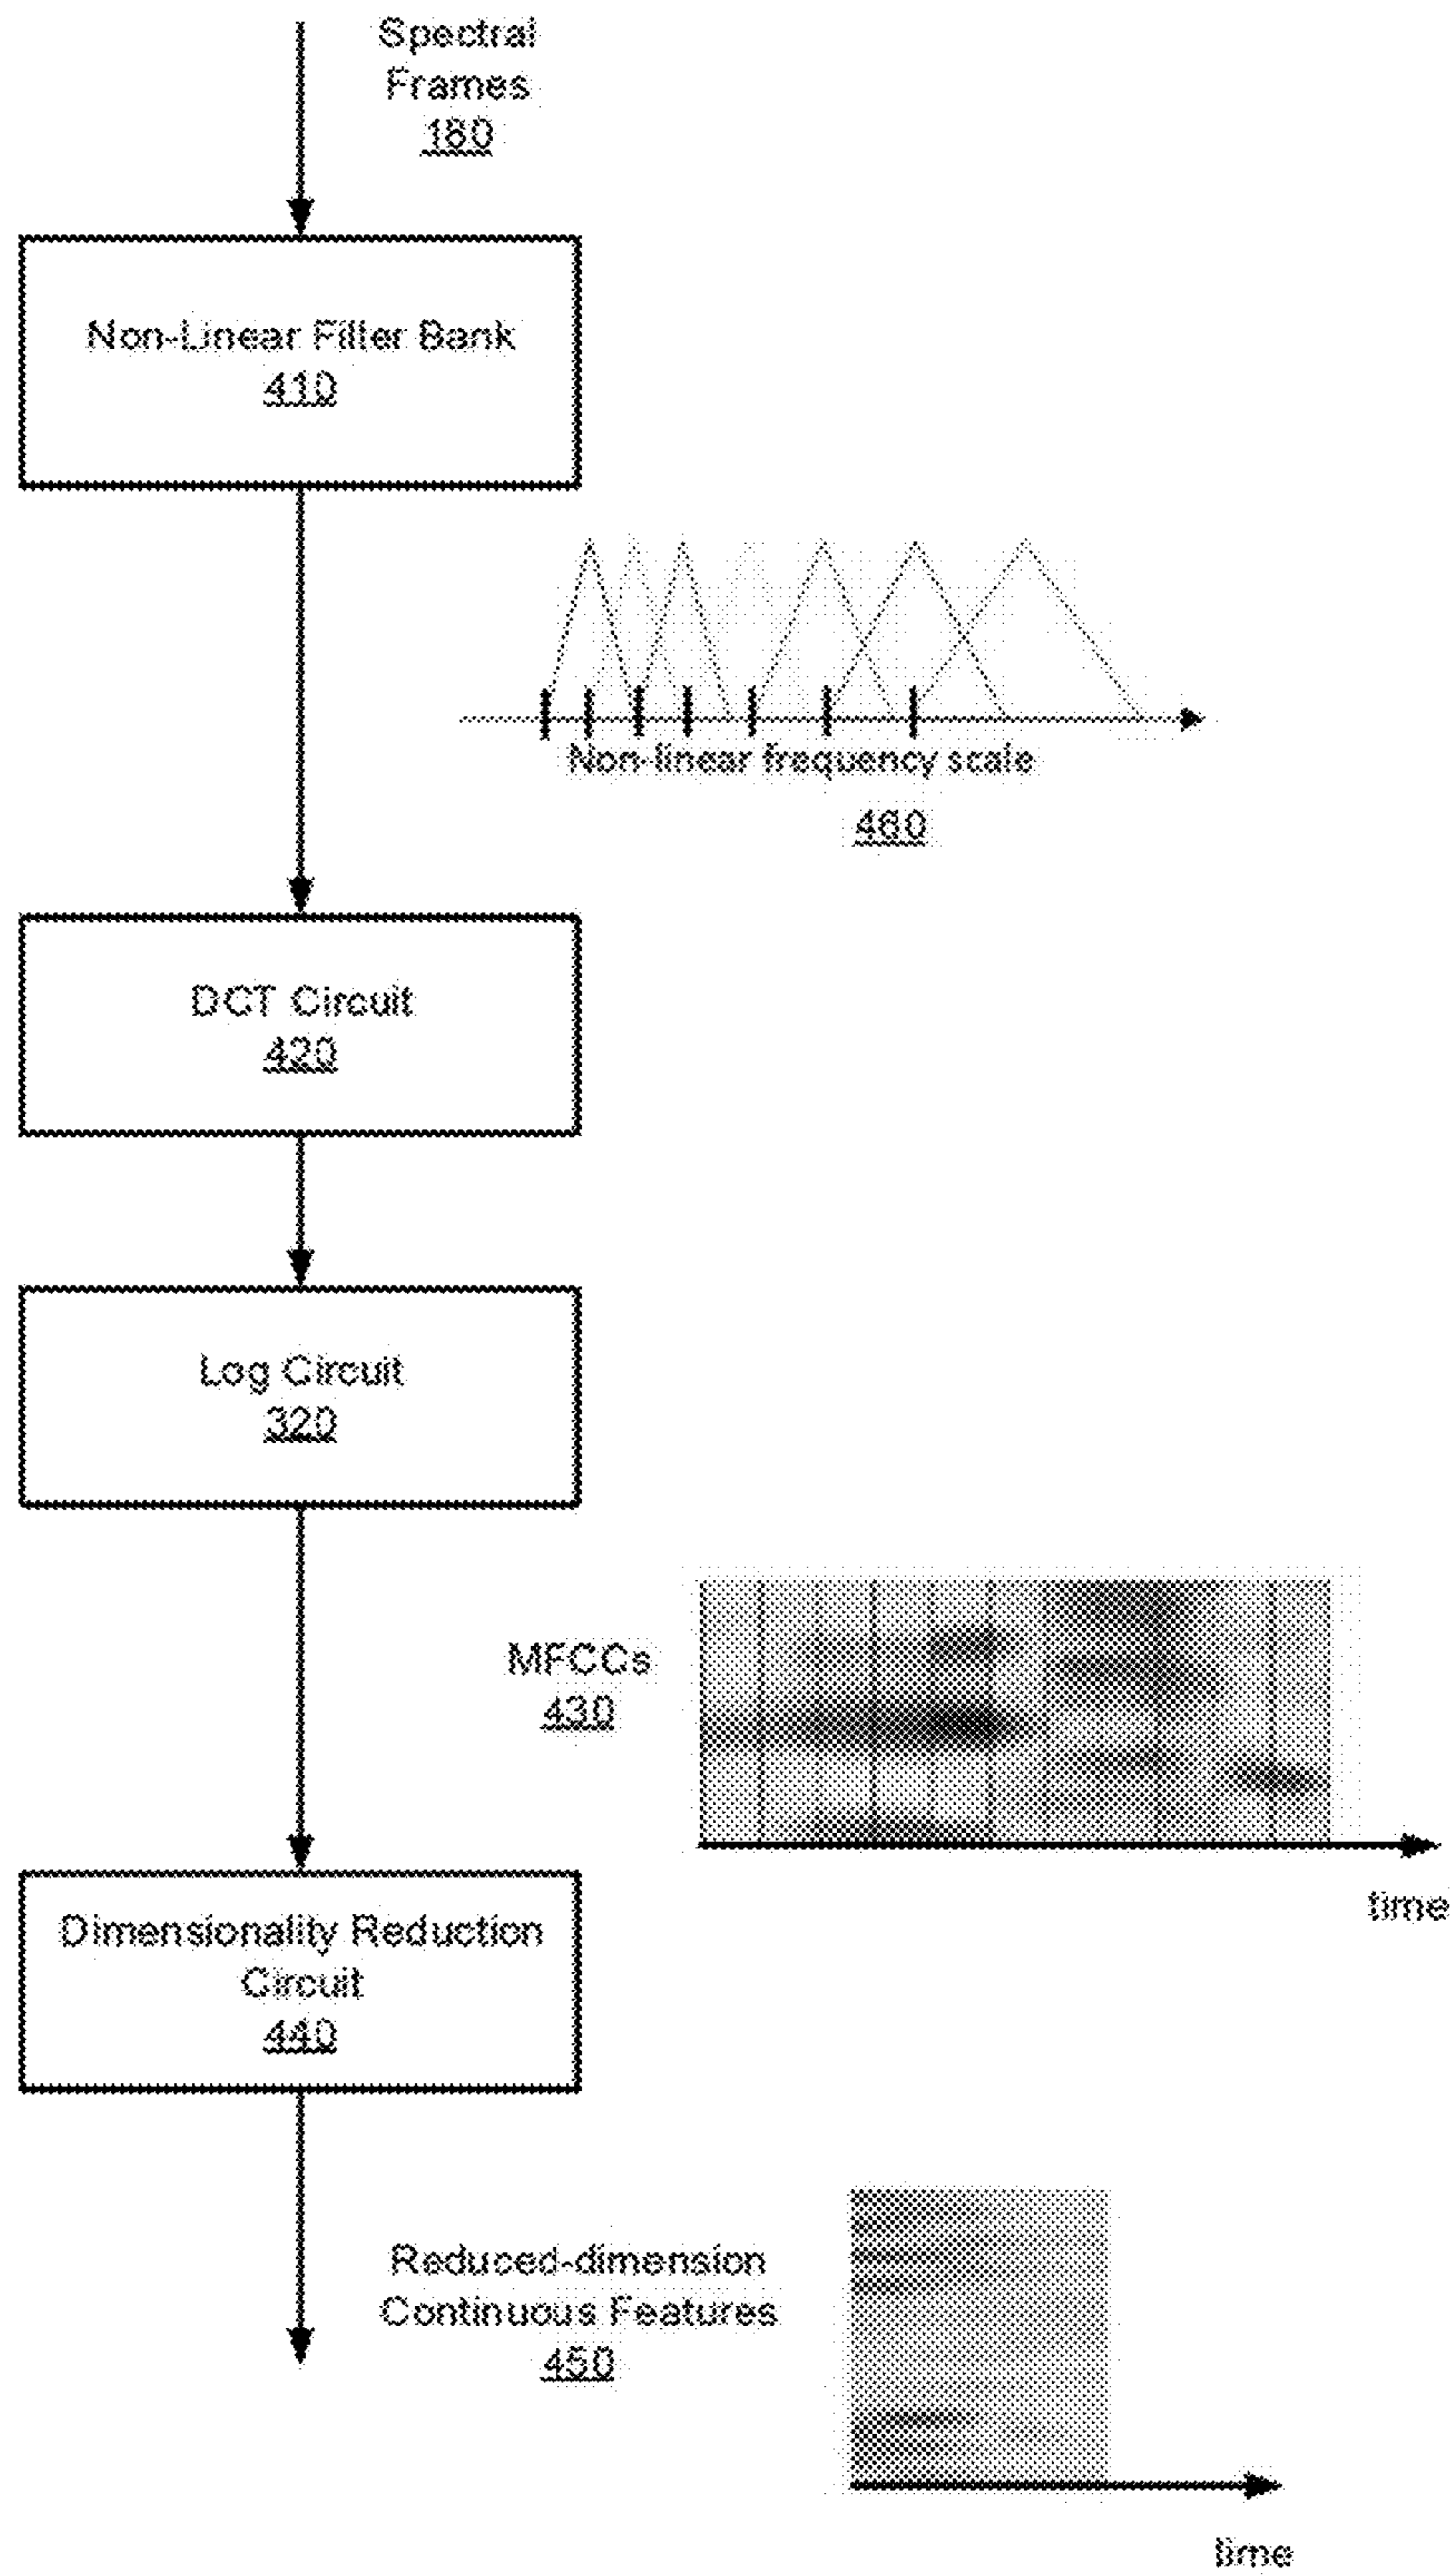 Spectral
Frames
160
Non-Linear Filter Bank
410
Non-linear frequency scale
460
DCT Circuit
420
Log Circuit
320
MFCCs
430
time
Dimensionality Reduction
Circuit
440
Reduced-dimension
Continuous Features
450
time